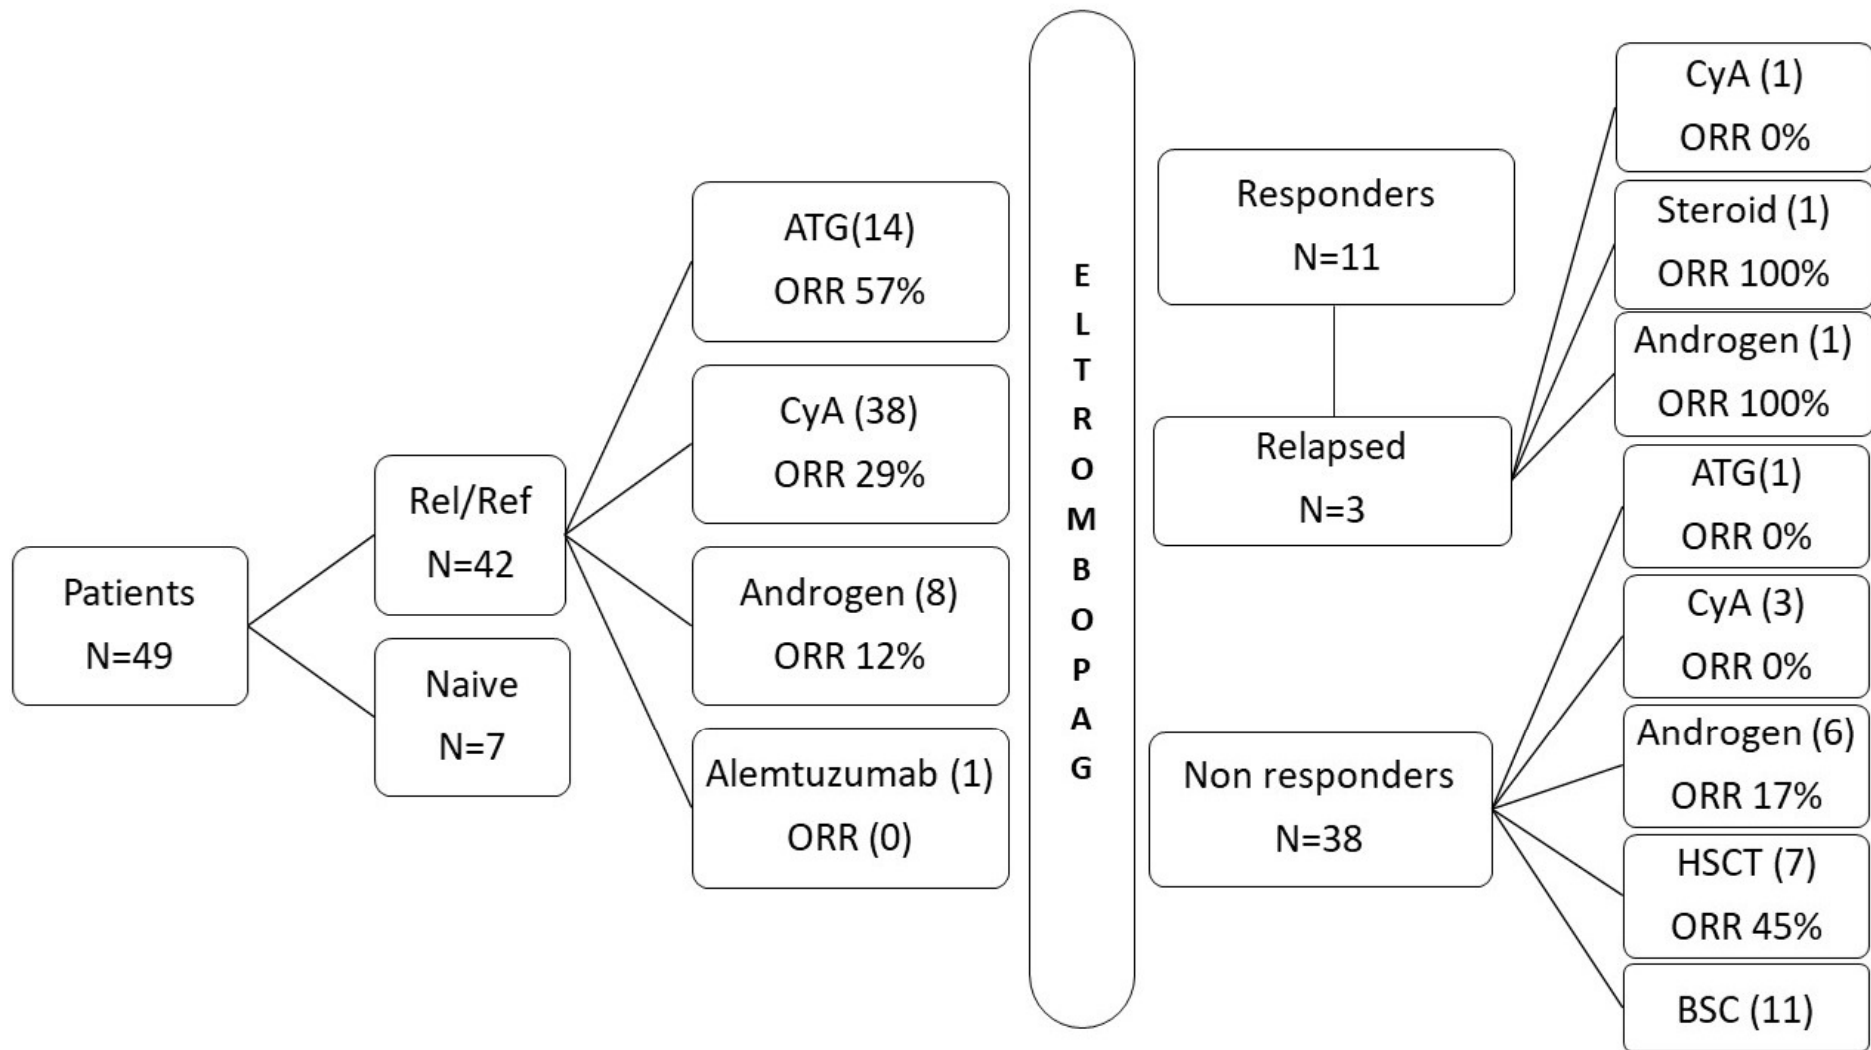 Patients
N=49
Rel/Ref
N=42
Naive
N=7
ATG(14)
ORR 57%
CyA (38)
ORR 29%
Androgen (8)
ORR 12%
Alemtuzumab (1)
ORR (0)
E
L
T
R
O
M
B
O
P
A
G
Responders
N=11
Relapsed
N=3
Non responders
N=38
CyA (1)
ORR 0%
Steroid (1)
ORR 100%
Androgen (1)
ORR 100%
ATG(1)
ORR 0%
CyA (3)
ORR 0%
Androgen (6)
ORR 17%
HSCT (7)
ORR 45%
BSC (11)